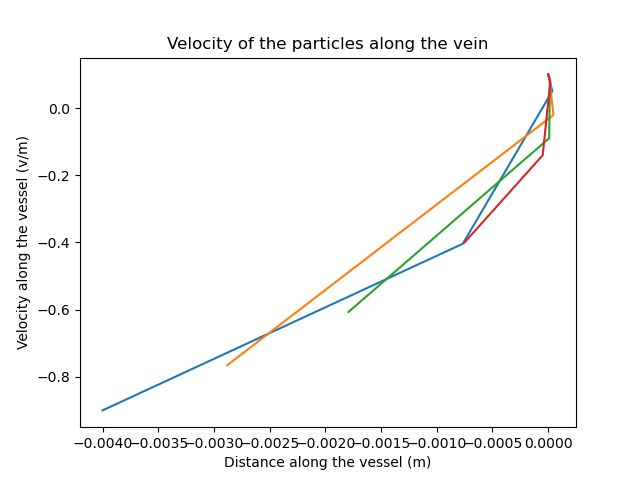 Velocity of the particles along the vein
Velocity along the vessel (v/m)
0.0
−0.2
−0.4
−0.6
−0.8
−0.0040 −0.0035 −0.0030 −0.0025 −0.0020 −0.0015 −0.0010 −0.0005 0.0000
Distance along the vessel (m)